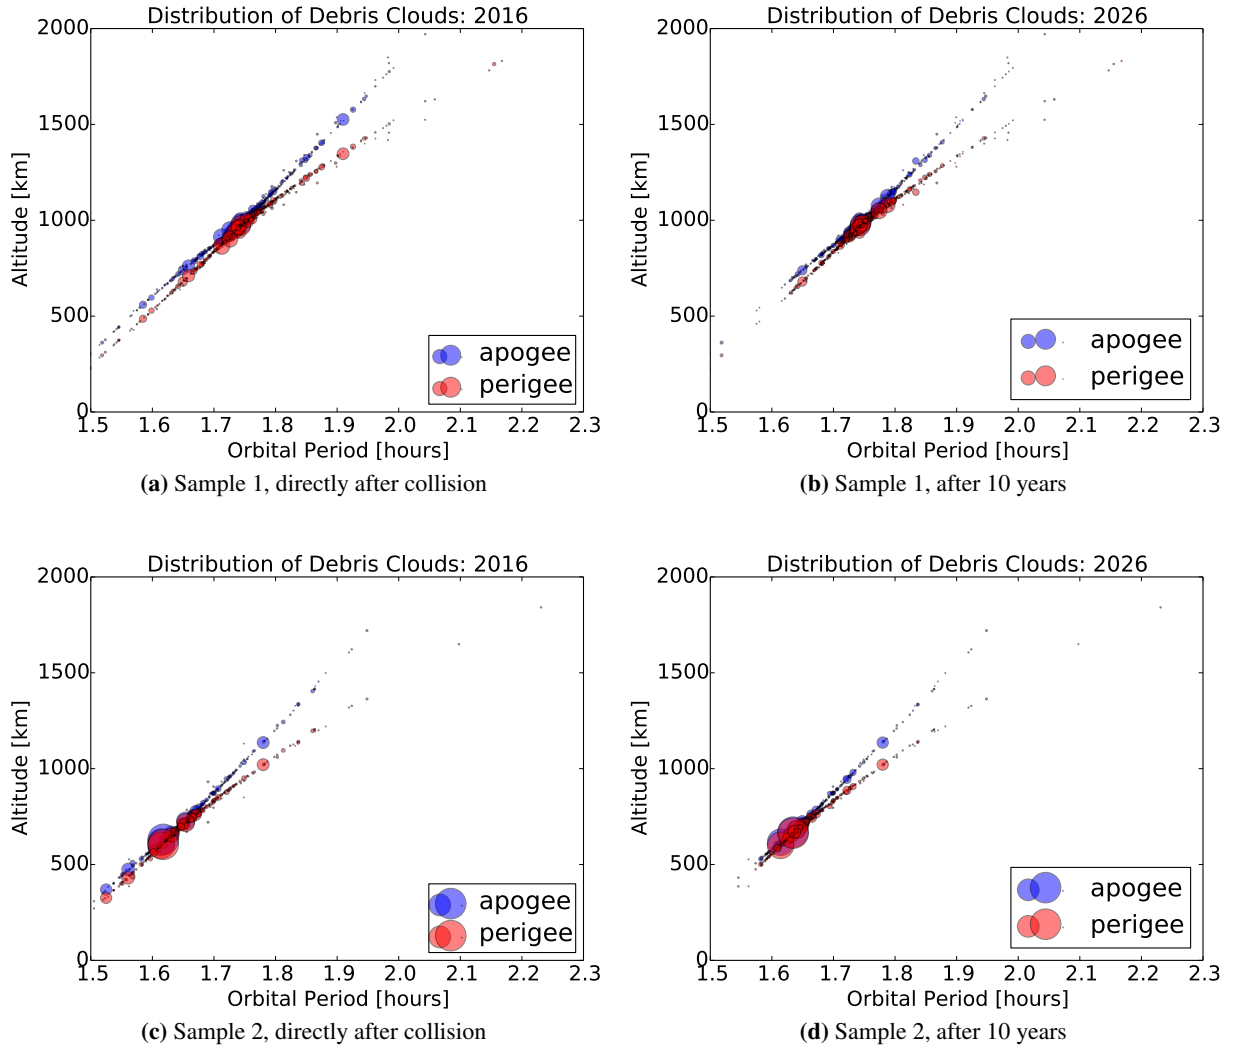 Distribution of Debris Clouds: 2016
2000
1500
1000
500
0
Altitude [km]
apogee
perigee
1.5 1.6 1.7 1.8 1.9 2.0 2.1 2.2 2.3
Orbital Period [hours]
(a) Sample 1, directly after collision
Distribution of Debris Clouds: 2026
2000
1500
1000
500
0
Altitude [km]
apogee
perigee
1.5 1.6 1.7 1.8 1.9 2.0 2.1 2.2 2.3
Orbital Period [hours]
(b) Sample 1, after 10 years
Distribution of Debris Clouds: 2016
2000
1500
1000
500
0
Altitude [km]
apogee
perigee
1.5 1.6 1.7 1.8 1.9 2.0 2.1 2.2 2.3
Orbital Period [hours]
(c) Sample 2, directly after collision
Distribution of Debris Clouds: 2026
2000
1500
1000
500
0
Altitude [km]
apogee
perigee
1.5 1.6 1.7 1.8 1.9 2.0 2.1 2.2 2.3
Orbital Period [hours]
(d) Sample 2, after 10 years